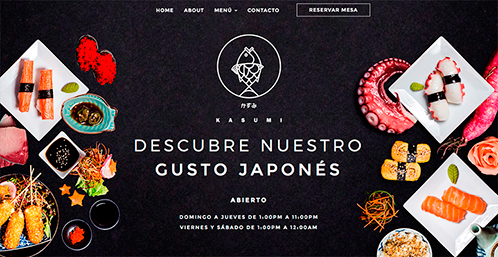 HOME ABOUT MENÚ CONTACTO RESERVAR MESA
かすみ
KASUMI
DESCUBRE NUESTRO
GUSTO JAPONÉS
ABIERTO
DOMINGO A JUEVES DE 1:00PM A 11:00PM
VIERNES Y SÁBADO DE 1:00PM A 12:00AM